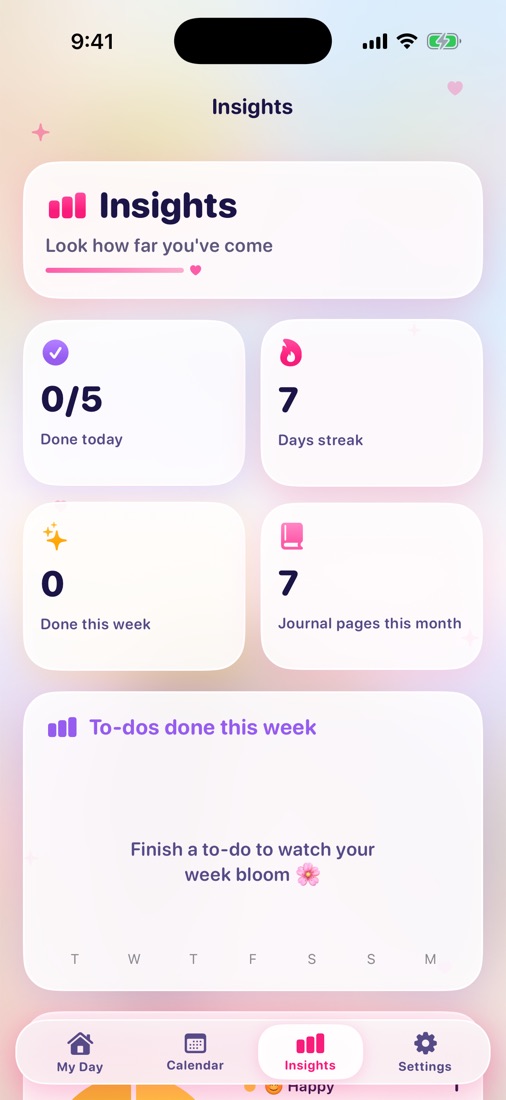 9:41
Insights
Insights
Look how far you've come
0/5
Done today
7
Days streak
0
Done this week
7
Journal pages this month
To-dos done this week
Finish a to-do to watch your
week bloom 🌸
T W T F S S M
😊 Happy
My Day
Calendar
Insights
Settings